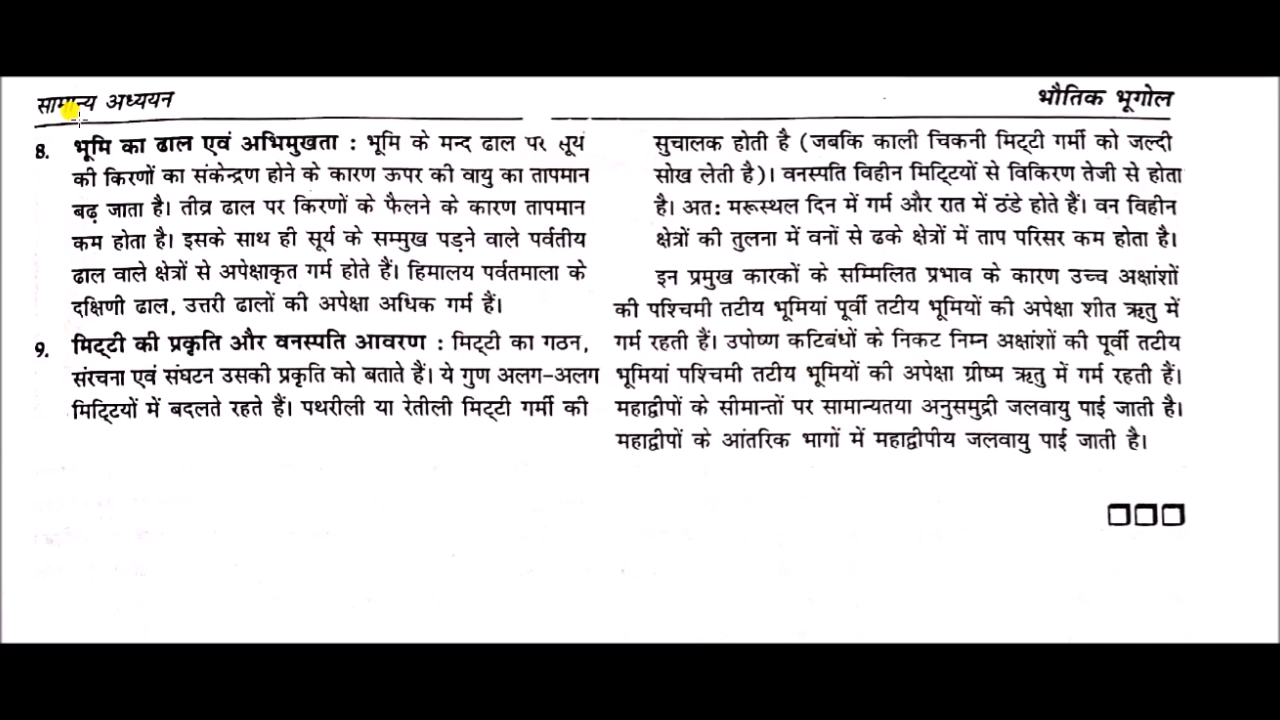 सामान्य अध्ययन
भौतिक भूगोल
8. भूमि का ढाल एवं अभिमुखता : भूमि के मन्द ढाल पर सूर्य
की किरणों का संकेन्द्रण होने के कारण ऊपर की वायु का तापमान
बढ़ जाता है। तीव्र ढाल पर किरणों के फैलने के कारण तापमान
कम होता है। इसके साथ ही सूर्य के सम्मुख पड़ने वाले पर्वतीय
ढाल वाले क्षेत्रों से अपेक्षाकृत गर्म होते हैं। हिमालय पर्वतमाला के
दक्षिणी ढाल, उत्तरी ढालों की अपेक्षा अधिक गर्म हैं।
9. मिट्टी की प्रकृति और वनस्पति आवरण : मिट्टी का गठन,
संरचना एवं संघटन उसकी प्रकृति को बताते हैं। ये गुण अलग-अलग
मिट्टियों में बदलते रहते हैं। पथरीली या रेतीली मिट्टी गर्मी की
सुचालक होती है (जबकि काली चिकनी मिट्टी गर्मी को जल्दी
सोख लेती है)। वनस्पति विहीन मिट्टियों से विकिरण तेजी से होता
है। अत: मरूस्थल दिन में गर्म और रात में ठंडे होते हैं। वन विहीन
क्षेत्रों की तुलना में वनों से ढके क्षेत्रों में ताप परिसर कम होता है।
इन प्रमुख कारकों के सम्मिलित प्रभाव के कारण उच्च अक्षांशों
की पश्चिमी तटीय भूमियां पूर्वी तटीय भूमियों की अपेक्षा शीत ऋतु में
गर्म रहती हैं। उपोष्ण कटिबंधों के निकट निम्न अक्षांशों की पूर्वी तटीय
भूमियां पश्चिमी तटीय भूमियों की अपेक्षा ग्रीष्म ऋतु में गर्म रहती हैं।
महाद्वीपों के सीमान्तों पर सामान्यतया अनुसमुद्री जलवायु पाई जाती है।
महाद्वीपों के आंतरिक भागों में महाद्वीपीय जलवायु पाई जाती है।